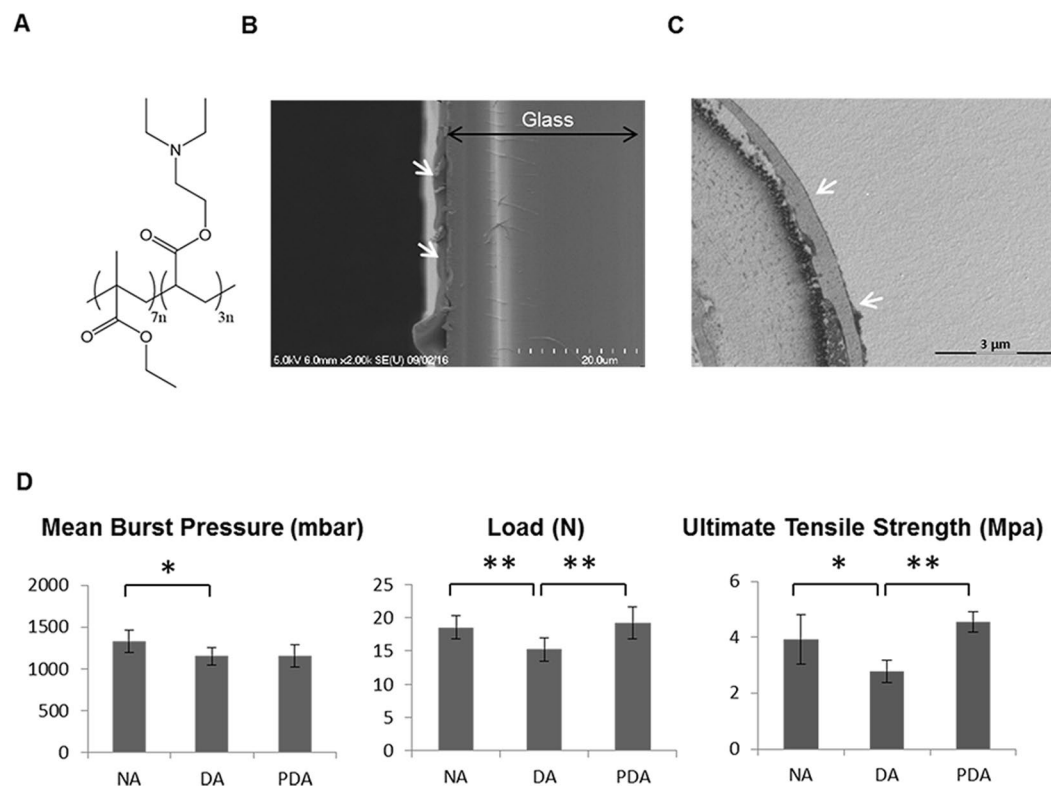 A
B
C
N
O
O
7n
3n
O
O
Glass
5.0kV 6.0mm x2.00k SE(U) 09/02/16
20.0um
3 µm
D
Mean Burst Pressure (mbar)
*
2000
1500
1000
500
0
NA DA PDA
Load (N)
** **
25
20
15
10
5
0
NA DA PDA
Ultimate Tensile Strength (Mpa)
* **
6
4
2
0
NA DA PDA